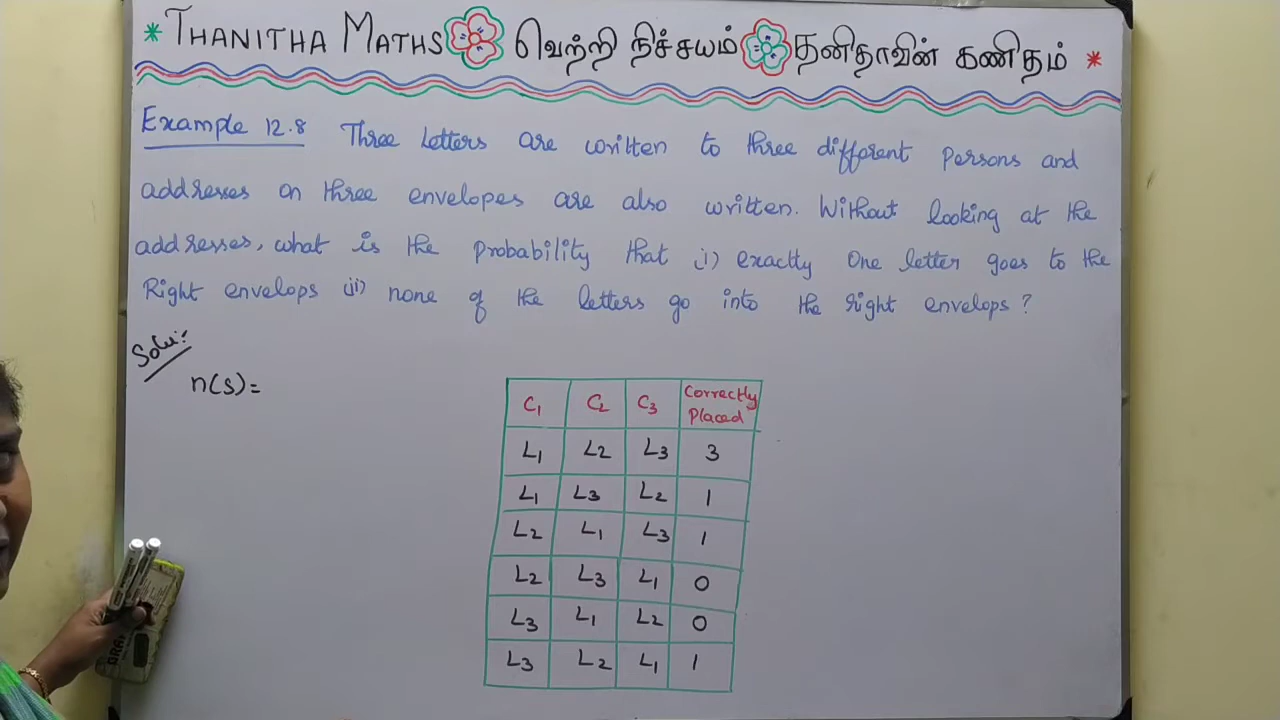 * THANITHA MATHS வெற்றி நிச்சயம் தனிதாவின் கணிதம் *
Example 12.8 Three letters are written to three different persons and
addresses on three envelopes are also written. Without looking at the
addresses, what is the probability that (i) exactly one letter goes to the
Right envelops (ii) none of the letters go into the right envelops?
Solu:
n(S)=
C₁ C₂ C₃ Correctly Placed
L₁ L₂ L₃ 3
L₁ L₃ L₂ 1
L₂ L₁ L₃ 1
L₂ L₃ L₁ 0
L₃ L₁ L₂ 0
L₃ L₂ L₁ 1